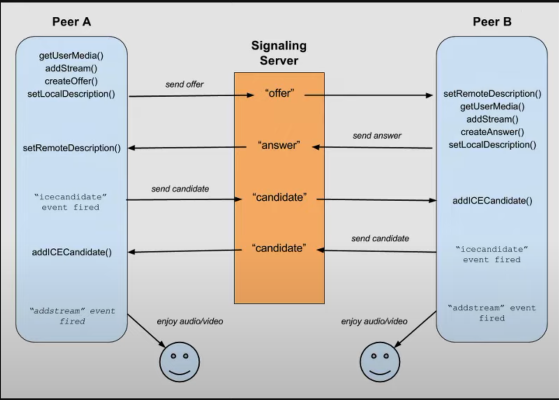 Peer A
Peer B
Signaling
Server
getUserMedia()
addStream()
createOffer()
setLocalDescription()
send offer
"offer"
setRemoteDescription()
getUserMedia()
addStream()
createAnswer()
setLocalDescription()
send answer
"answer"
setRemoteDescription()
"icecandidate"
event fired
send candidate
"candidate"
addICECandidate()
send candidate
"candidate"
"icecandidate"
event fired
addICECandidate()
"addstream" event
fired
enjoy audio/video
enjoy audio/video
"addstream" event
fired